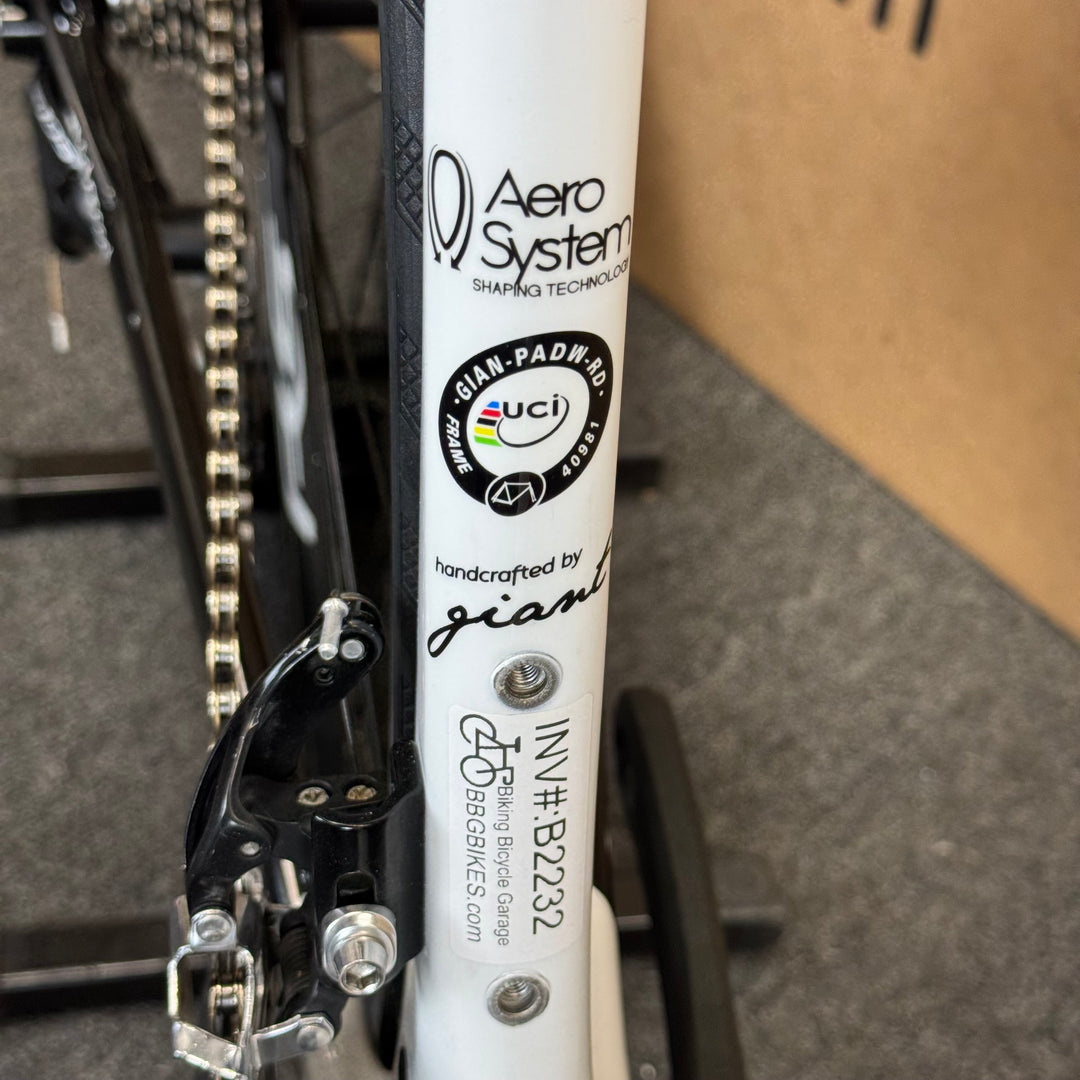 Aero
System
SHAPING TECHNOLOGY
· GIAN-PADW-RD ·
FRAME
UCI
40981
handcrafted by
giant
INV#:B2232
Biking Bicycle Garage
BBGBIKES.com